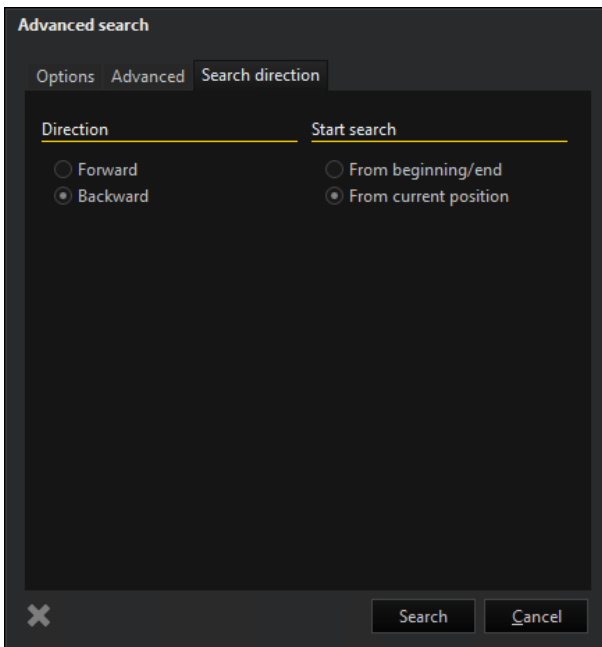 Advanced search
Options Advanced Search direction
Direction Start search
Forward From beginning/end
Backward From current position
Search Cancel